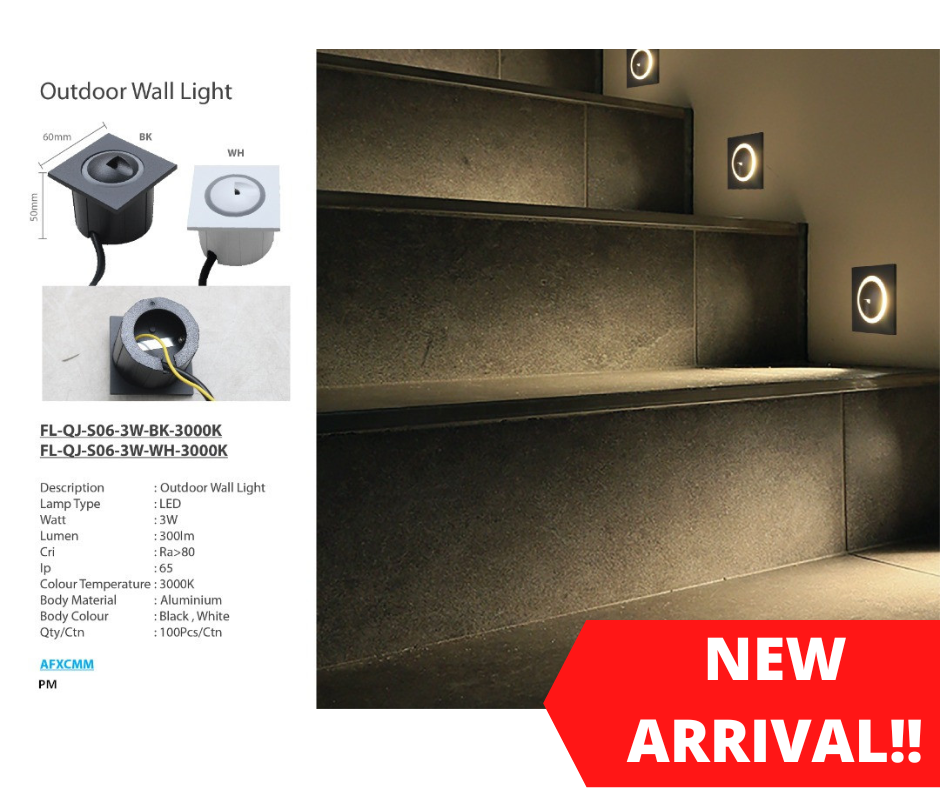 Outdoor Wall Light
60mm
BK
WH
50mm
FL-QJ-S06-3W-BK-3000K
FL-QJ-S06-3W-WH-3000K
Description : Outdoor Wall Light
Lamp Type : LED
Watt : 3W
Lumen : 300lm
Cri : Ra>80
Ip : 65
Colour Temperature : 3000K
Body Material : Aluminium
Body Colour : Black , White
Qty/Ctn : 100Pcs/Ctn
AFXCMM
PM
NEW
ARRIVAL!!